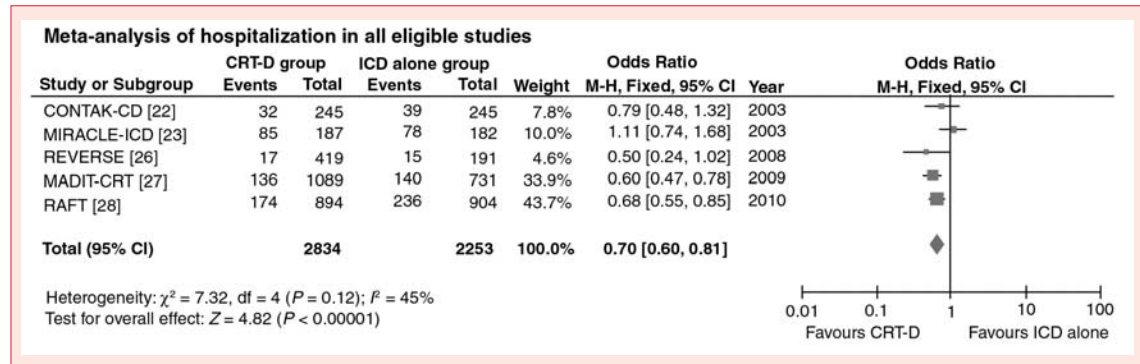 Meta-analysis of hospitalization in all eligible studies
CRT-D group ICD alone group Odds Ratio Odds Ratio
Study or Subgroup Events Total Events Total Weight M-H, Fixed, 95% CI Year M-H, Fixed, 95% CI
CONTAK-CD [22] 32 245 39 245 7.8% 0.79 [0.48, 1.32] 2003
MIRACLE-ICD [23] 85 187 78 182 10.0% 1.11 [0.74, 1.68] 2003
REVERSE [26] 17 419 15 191 4.6% 0.50 [0.24, 1.02] 2008
MADIT-CRT [27] 136 1089 140 731 33.9% 0.60 [0.47, 0.78] 2009
RAFT [28] 174 894 236 904 43.7% 0.68 [0.55, 0.85] 2010
Total (95% CI) 2834 2253 100.0% 0.70 [0.60, 0.81]
Heterogeneity: χ² = 7.32, df = 4 (P = 0.12); I² = 45%
Test for overall effect: Z = 4.82 (P < 0.00001)
0.01 0.1 1 10 100
Favours CRT-D Favours ICD alone